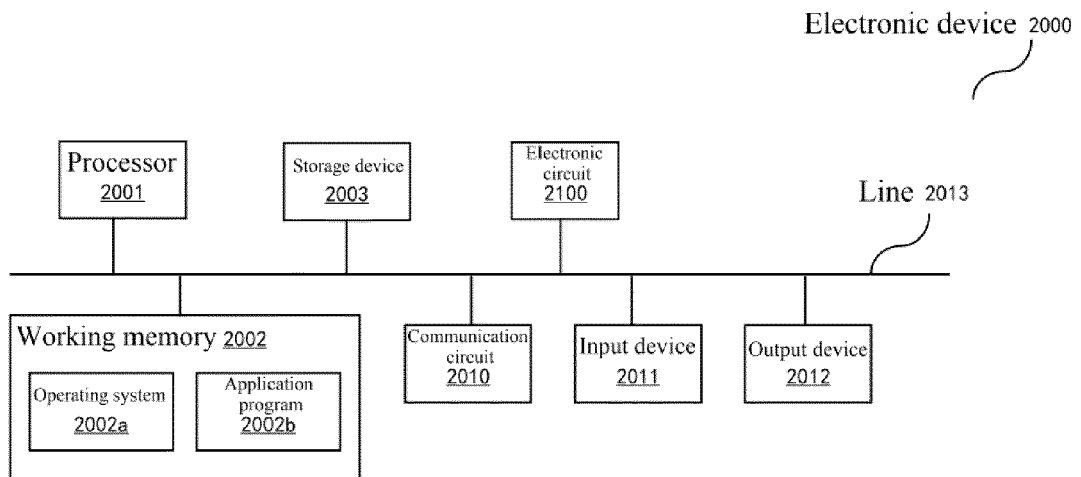 Electronic device 2000
Processor
2001
Storage device
2003
Electronic
circuit
2100
Line 2013
Working memory 2002
Operating system
2002a
Application
program
2002b
Communication
circuit
2010
Input device
2011
Output device
2012